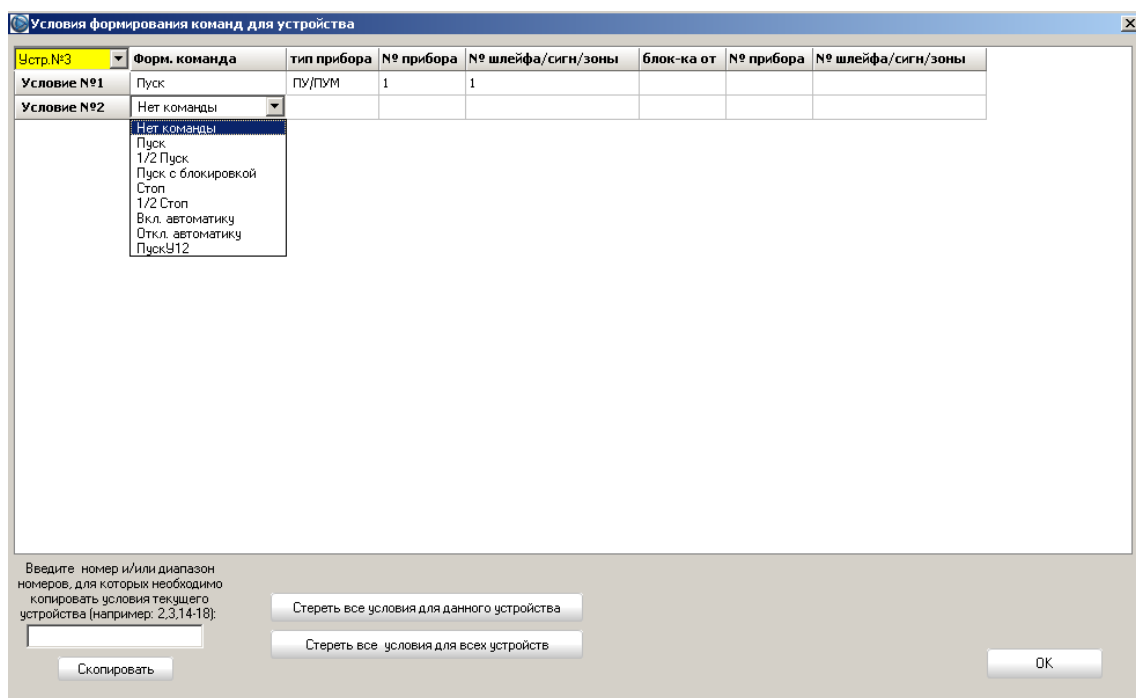 Условия формирования команд для устройства
Устр.№3 Форм. команда тип прибора № прибора № шлейфа/сигн/зоны блок-ка от № прибора № шлейфа/сигн/зоны
Условие №1 Пуск ПУ/ПУМ 1 1
Условие №2 Нет команды
Нет команды
Пуск
1/2 Пуск
Пуск с блокировкой
Стоп
1/2 Стоп
Вкл. автоматику
Откл. автоматику
ПускУ12
Введите номер и/или диапазон
номеров, для которых необходимо
копировать условия текущего
устройства (например: 2,3,14-18):
Скопировать
Стереть все условия для данного устройства
Стереть все условия для всех устройств
OK